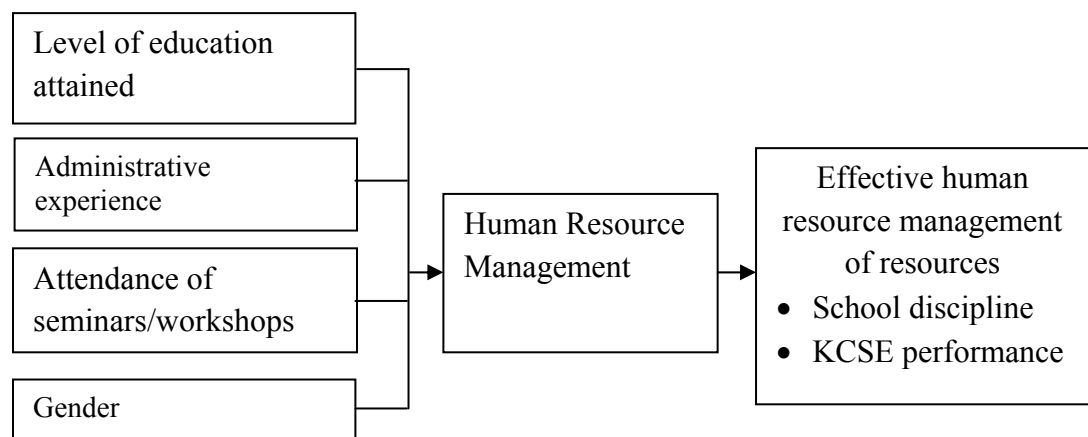 Level of education
attained
Administrative
experience
Attendance of
seminars/workshops
Gender
Human Resource
Management
Effective human
resource management
of resources
• School discipline
• KCSE performance